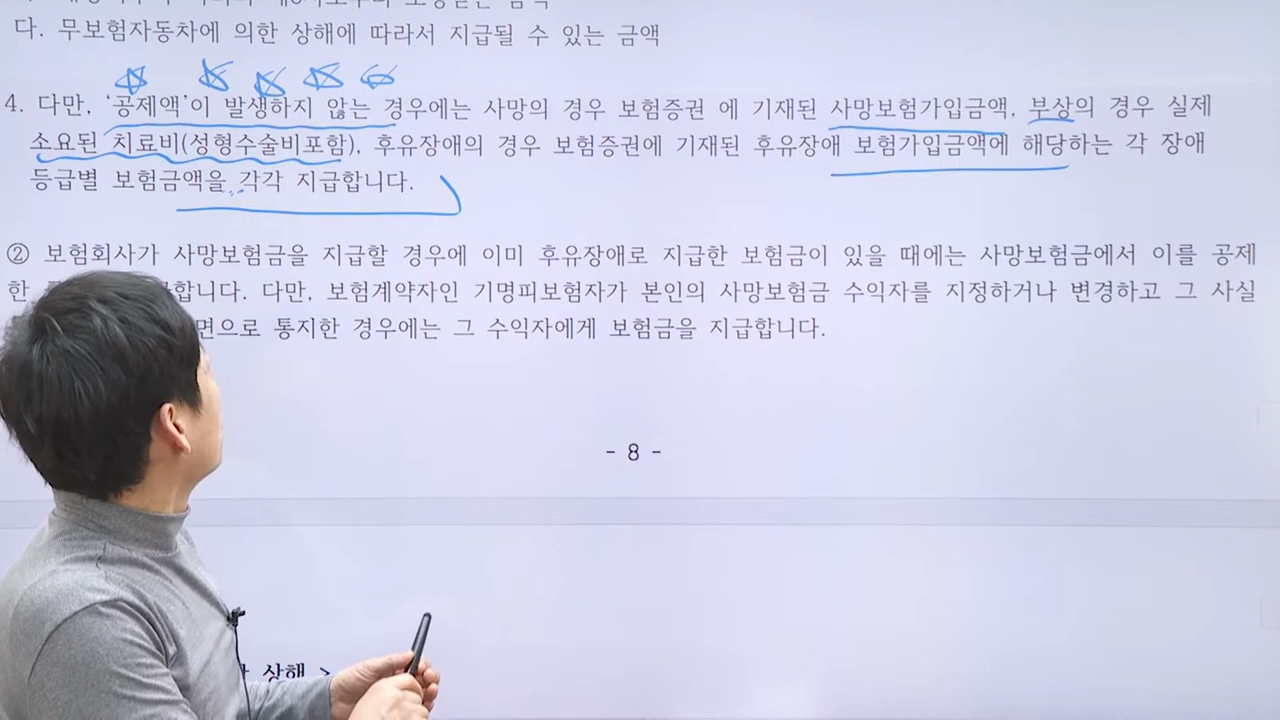 다. 무보험자동차에 의한 상해에 따라서 지급될 수 있는 금액
4. 다만, '공제액'이 발생하지 않는 경우에는 사망의 경우 보험증권 에 기재된 사망보험가입금액, 부상의 경우 실제
소요된 치료비(성형수술비포함), 후유장애의 경우 보험증권에 기재된 후유장애 보험가입금액에 해당하는 각 장애
등급별 보험금액을 각각 지급합니다.
② 보험회사가 사망보험금을 지급할 경우에 이미 후유장애로 지급한 보험금이 있을 때에는 사망보험금에서 이를 공제
한 합니다. 다만, 보험계약자인 기명피보험자가 본인의 사망보험금 수익자를 지정하거나 변경하고 그 사실
면으로 통지한 경우에는 그 수익자에게 보험금을 지급합니다.
- 8 -
상해 >